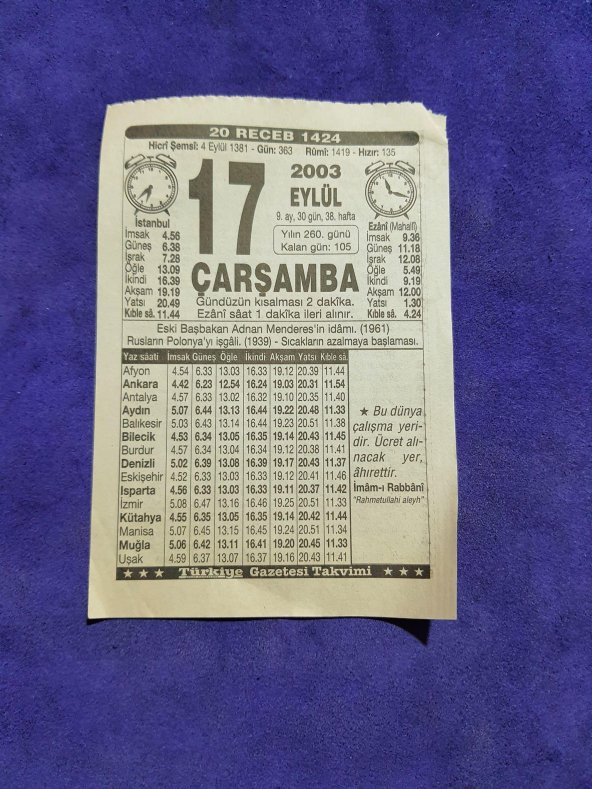 20 RECEB 1424
Hicrî Şemsî: 4 Eylül 1381 - Gün: 363 Rûmî: 1419 - Hızır: 135
17
2003
EYLÜL
9. ay, 30 gün, 38. hafta
Yılın 260. günü
Kalan gün: 105
ÇARŞAMBA
Gündüzün kısalması 2 dakîka.
Ezânî sâat 1 dakîka ileri alınır.
İstanbul
İmsak 4.56
Güneş 6.38
İşrak 7.28
Öğle 13.09
İkindi 16.39
Akşam 19.19
Yatsı 20.49
Kıble sâ. 11.44
Ezânî (Mahallî)
İmsak 9.36
Güneş 11.18
İşrak 12.08
Öğle 5.49
İkindi 9.19
Akşam 12.00
Yatsı 1.30
Kıble sâ. 4.24
Eski Başbakan Adnan Menderes'in idâmı. (1961)
Rusların Polonya'yı işgâli. (1939) - Sıcakların azalmaya başlaması.
Yaz sâati İmsak Güneş Öğle İkindi Akşam Yatsı Kıble sâ.
Afyon 4.54 6.33 13.03 16.33 19.12 20.39 11.44
Ankara 4.42 6.23 12.54 16.24 19.03 20.31 11.54
Antalya 4.57 6.33 13.02 16.32 19.10 20.35 11.40
Aydın 5.07 6.44 13.13 16.44 19.22 20.48 11.33
Balıkesir 5.03 6.43 13.14 16.44 19.23 20.51 11.38
Bilecik 4.53 6.34 13.05 16.35 19.14 20.43 11.45
Burdur 4.57 6.34 13.04 16.34 19.12 20.38 11.41
Denizli 5.02 6.39 13.08 16.39 19.17 20.43 11.37
Eskişehir 4.52 6.33 13.03 16.33 19.12 20.41 11.46
Isparta 4.56 6.33 13.03 16.33 19.11 20.37 11.42
İzmir 5.08 6.47 13.16 16.46 19.25 20.51 11.33
Kütahya 4.55 6.35 13.05 16.35 19.14 20.42 11.44
Manisa 5.07 6.45 13.15 16.45 19.24 20.51 11.34
Muğla 5.06 6.42 13.11 16.41 19.20 20.45 11.33
Uşak 4.59 6.37 13.07 16.37 19.16 20.43 11.41
★ Bu dünya
çalışma yeri-
dir. Ücret alı-
nacak yer,
âhırettir.
İmâm-ı Rabbânî
"Rahmetullahi aleyh"
★ ★ ★ Türkiye Gazetesi Takvimi ★ ★ ★